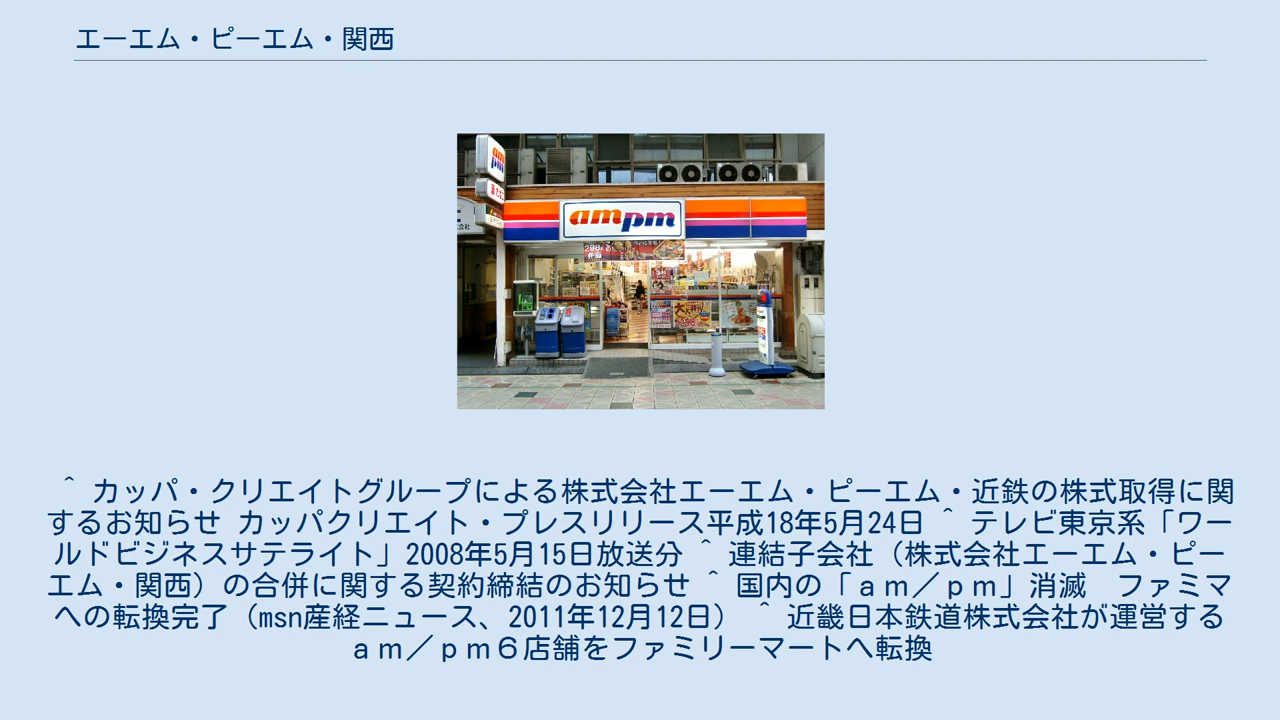 エーエム・ピーエム・関西
am
pm
am pm
298
^ カッパ・クリエイトグループによる株式会社エーエム・ピーエム・近鉄の株式取得に関
するお知らせ カッパクリエイト・プレスリリース平成18年5月24日 ^ テレビ東京系「ワー
ルドビジネスサテライト」2008年5月15日放送分 ^ 連結子会社（株式会社エーエム・ピー
エム・関西）の合併に関する契約締結のお知らせ ^ 国内の「ａｍ／ｐｍ」消滅　ファミマ
への転換完了（msn産経ニュース、2011年12月12日） ^ 近畿日本鉄道株式会社が運営する
ａｍ／ｐｍ６店舗をファミリーマートへ転換